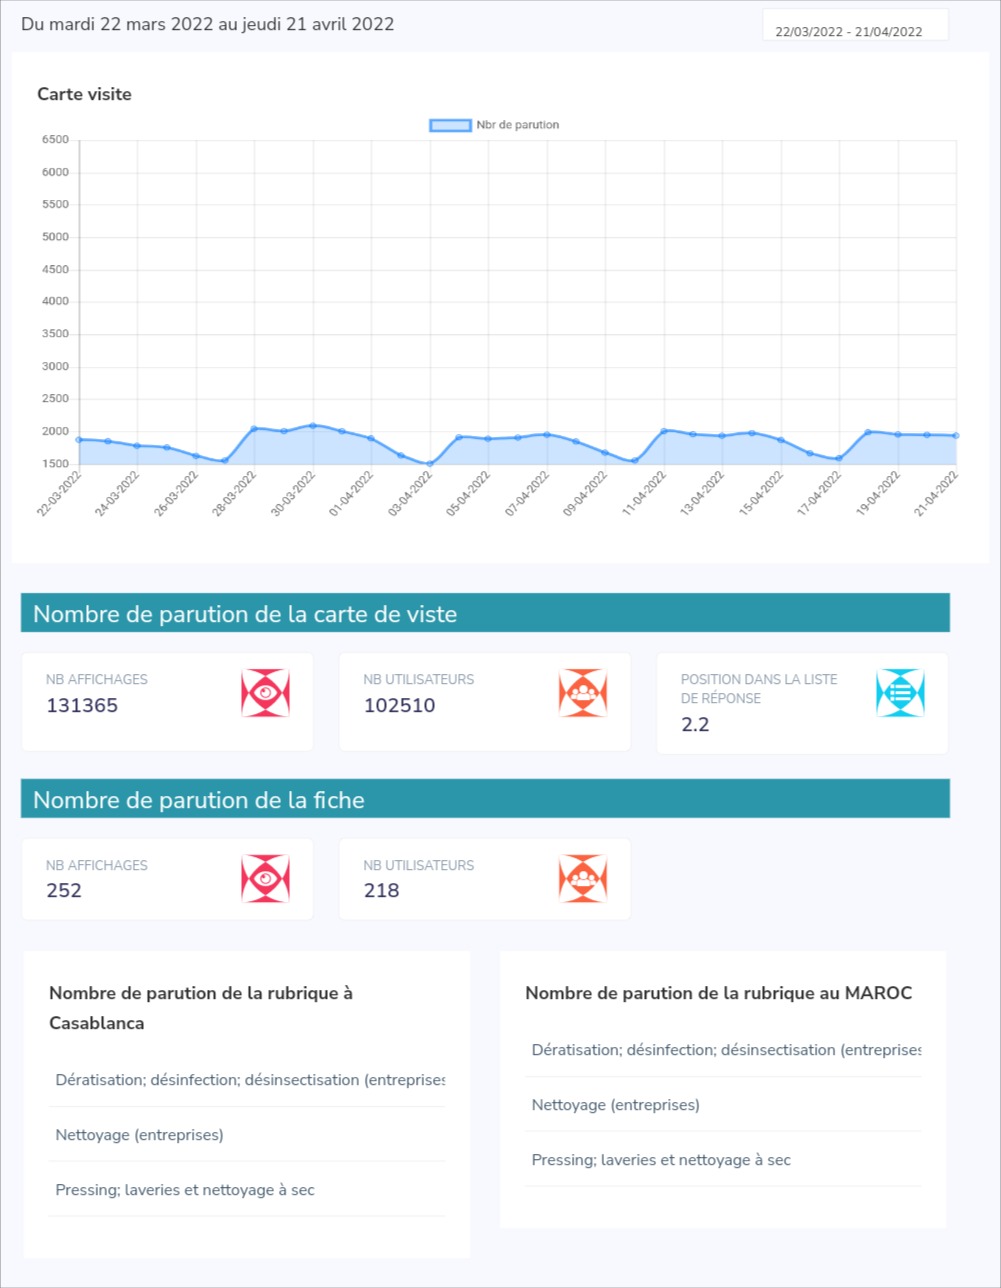 Du mardi 22 mars 2022 au jeudi 21 avril 2022
22/03/2022 - 21/04/2022
Carte visite
Nbr de parution
6500
6000
5500
5000
4500
4000
3500
3000
2500
2000
1500
22-03-2022
24-03-2022
26-03-2022
28-03-2022
30-03-2022
01-04-2022
03-04-2022
05-04-2022
07-04-2022
09-04-2022
11-04-2022
13-04-2022
15-04-2022
17-04-2022
19-04-2022
21-04-2022
Nombre de parution de la carte de viste
NB AFFICHAGES
131365
NB UTILISATEURS
102510
POSITION DANS LA LISTE
DE RÉPONSE
2.2
Nombre de parution de la fiche
NB AFFICHAGES
252
NB UTILISATEURS
218
Nombre de parution de la rubrique à
Casablanca
Dératisation; désinfection; désinsectisation (entreprises
Nettoyage (entreprises)
Pressing; laveries et nettoyage à sec
Nombre de parution de la rubrique au MAROC
Dératisation; désinfection; désinsectisation (entreprises
Nettoyage (entreprises)
Pressing; laveries et nettoyage à sec